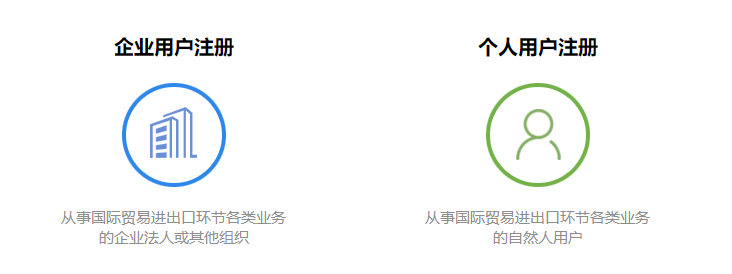 企业用户注册
个人用户注册
从事国际贸易进出口环节各类业务
的企业法人或其他组织
从事国际贸易进出口环节各类业务
的自然人用户